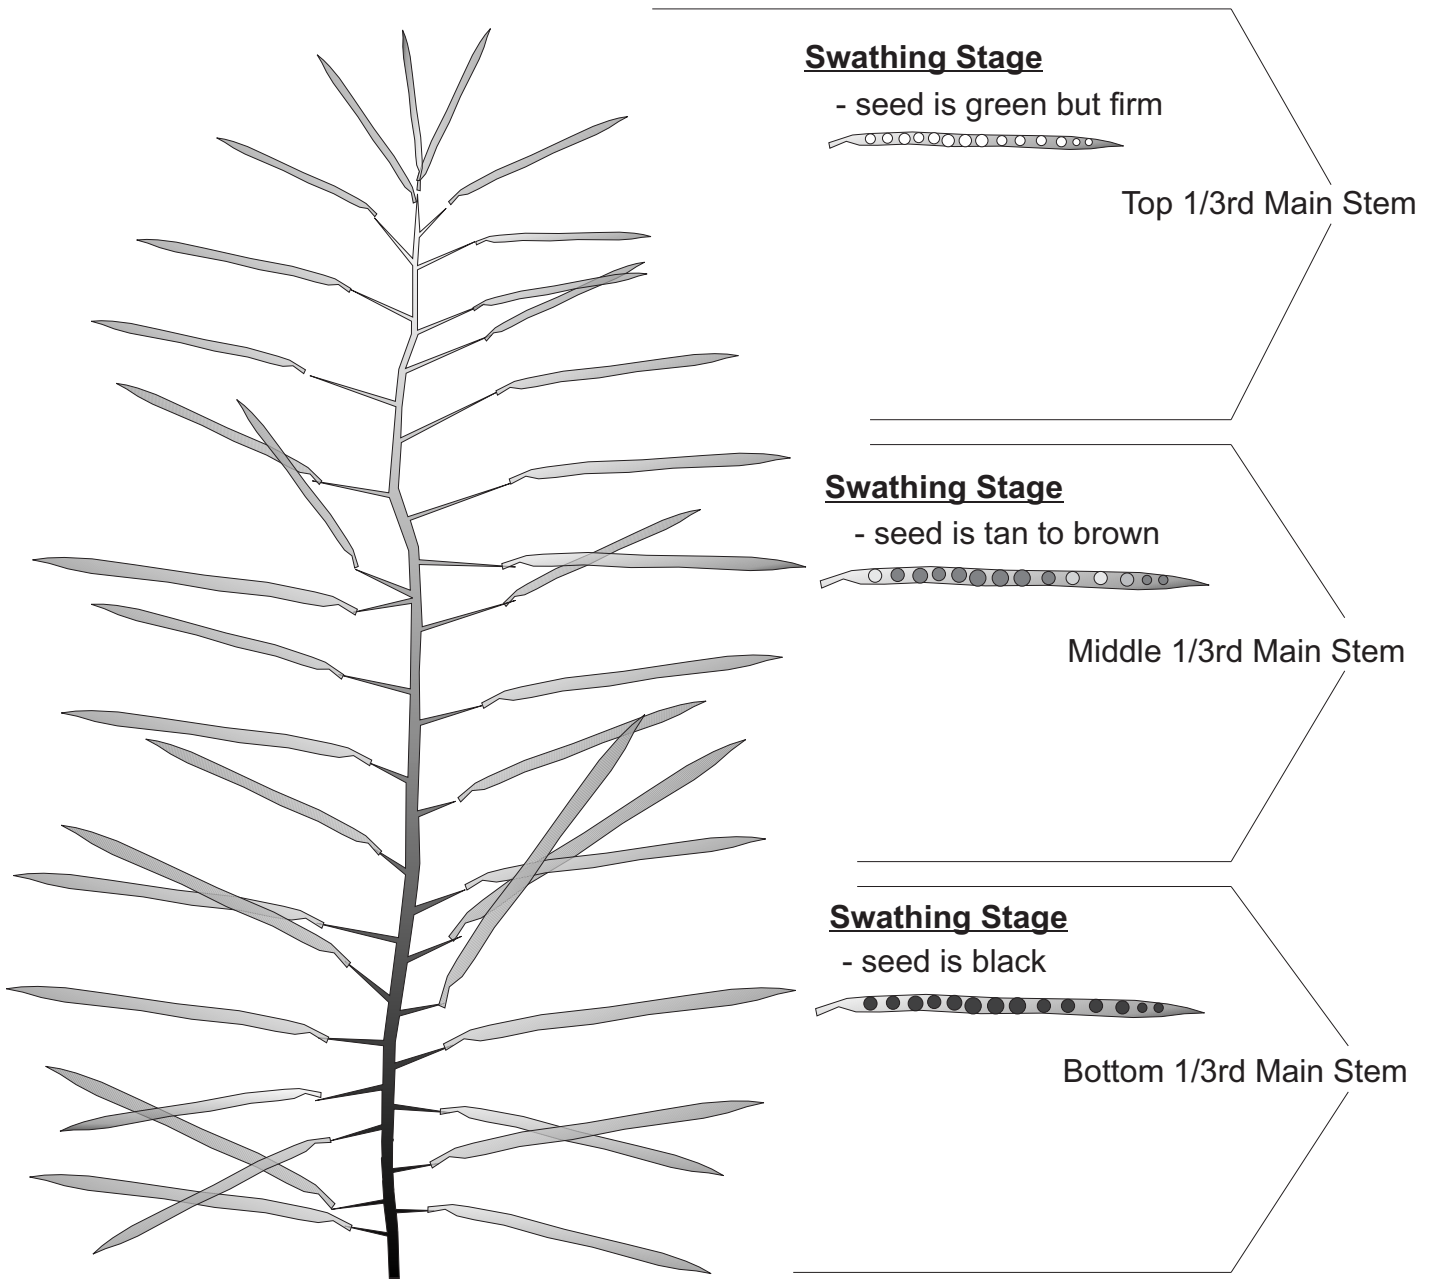 Swathing Stage
- seed is green but firm
Top 1/3rd Main Stem
Swathing Stage
- seed is tan to brown
Middle 1/3rd Main Stem
Swathing Stage
- seed is black
Bottom 1/3rd Main Stem